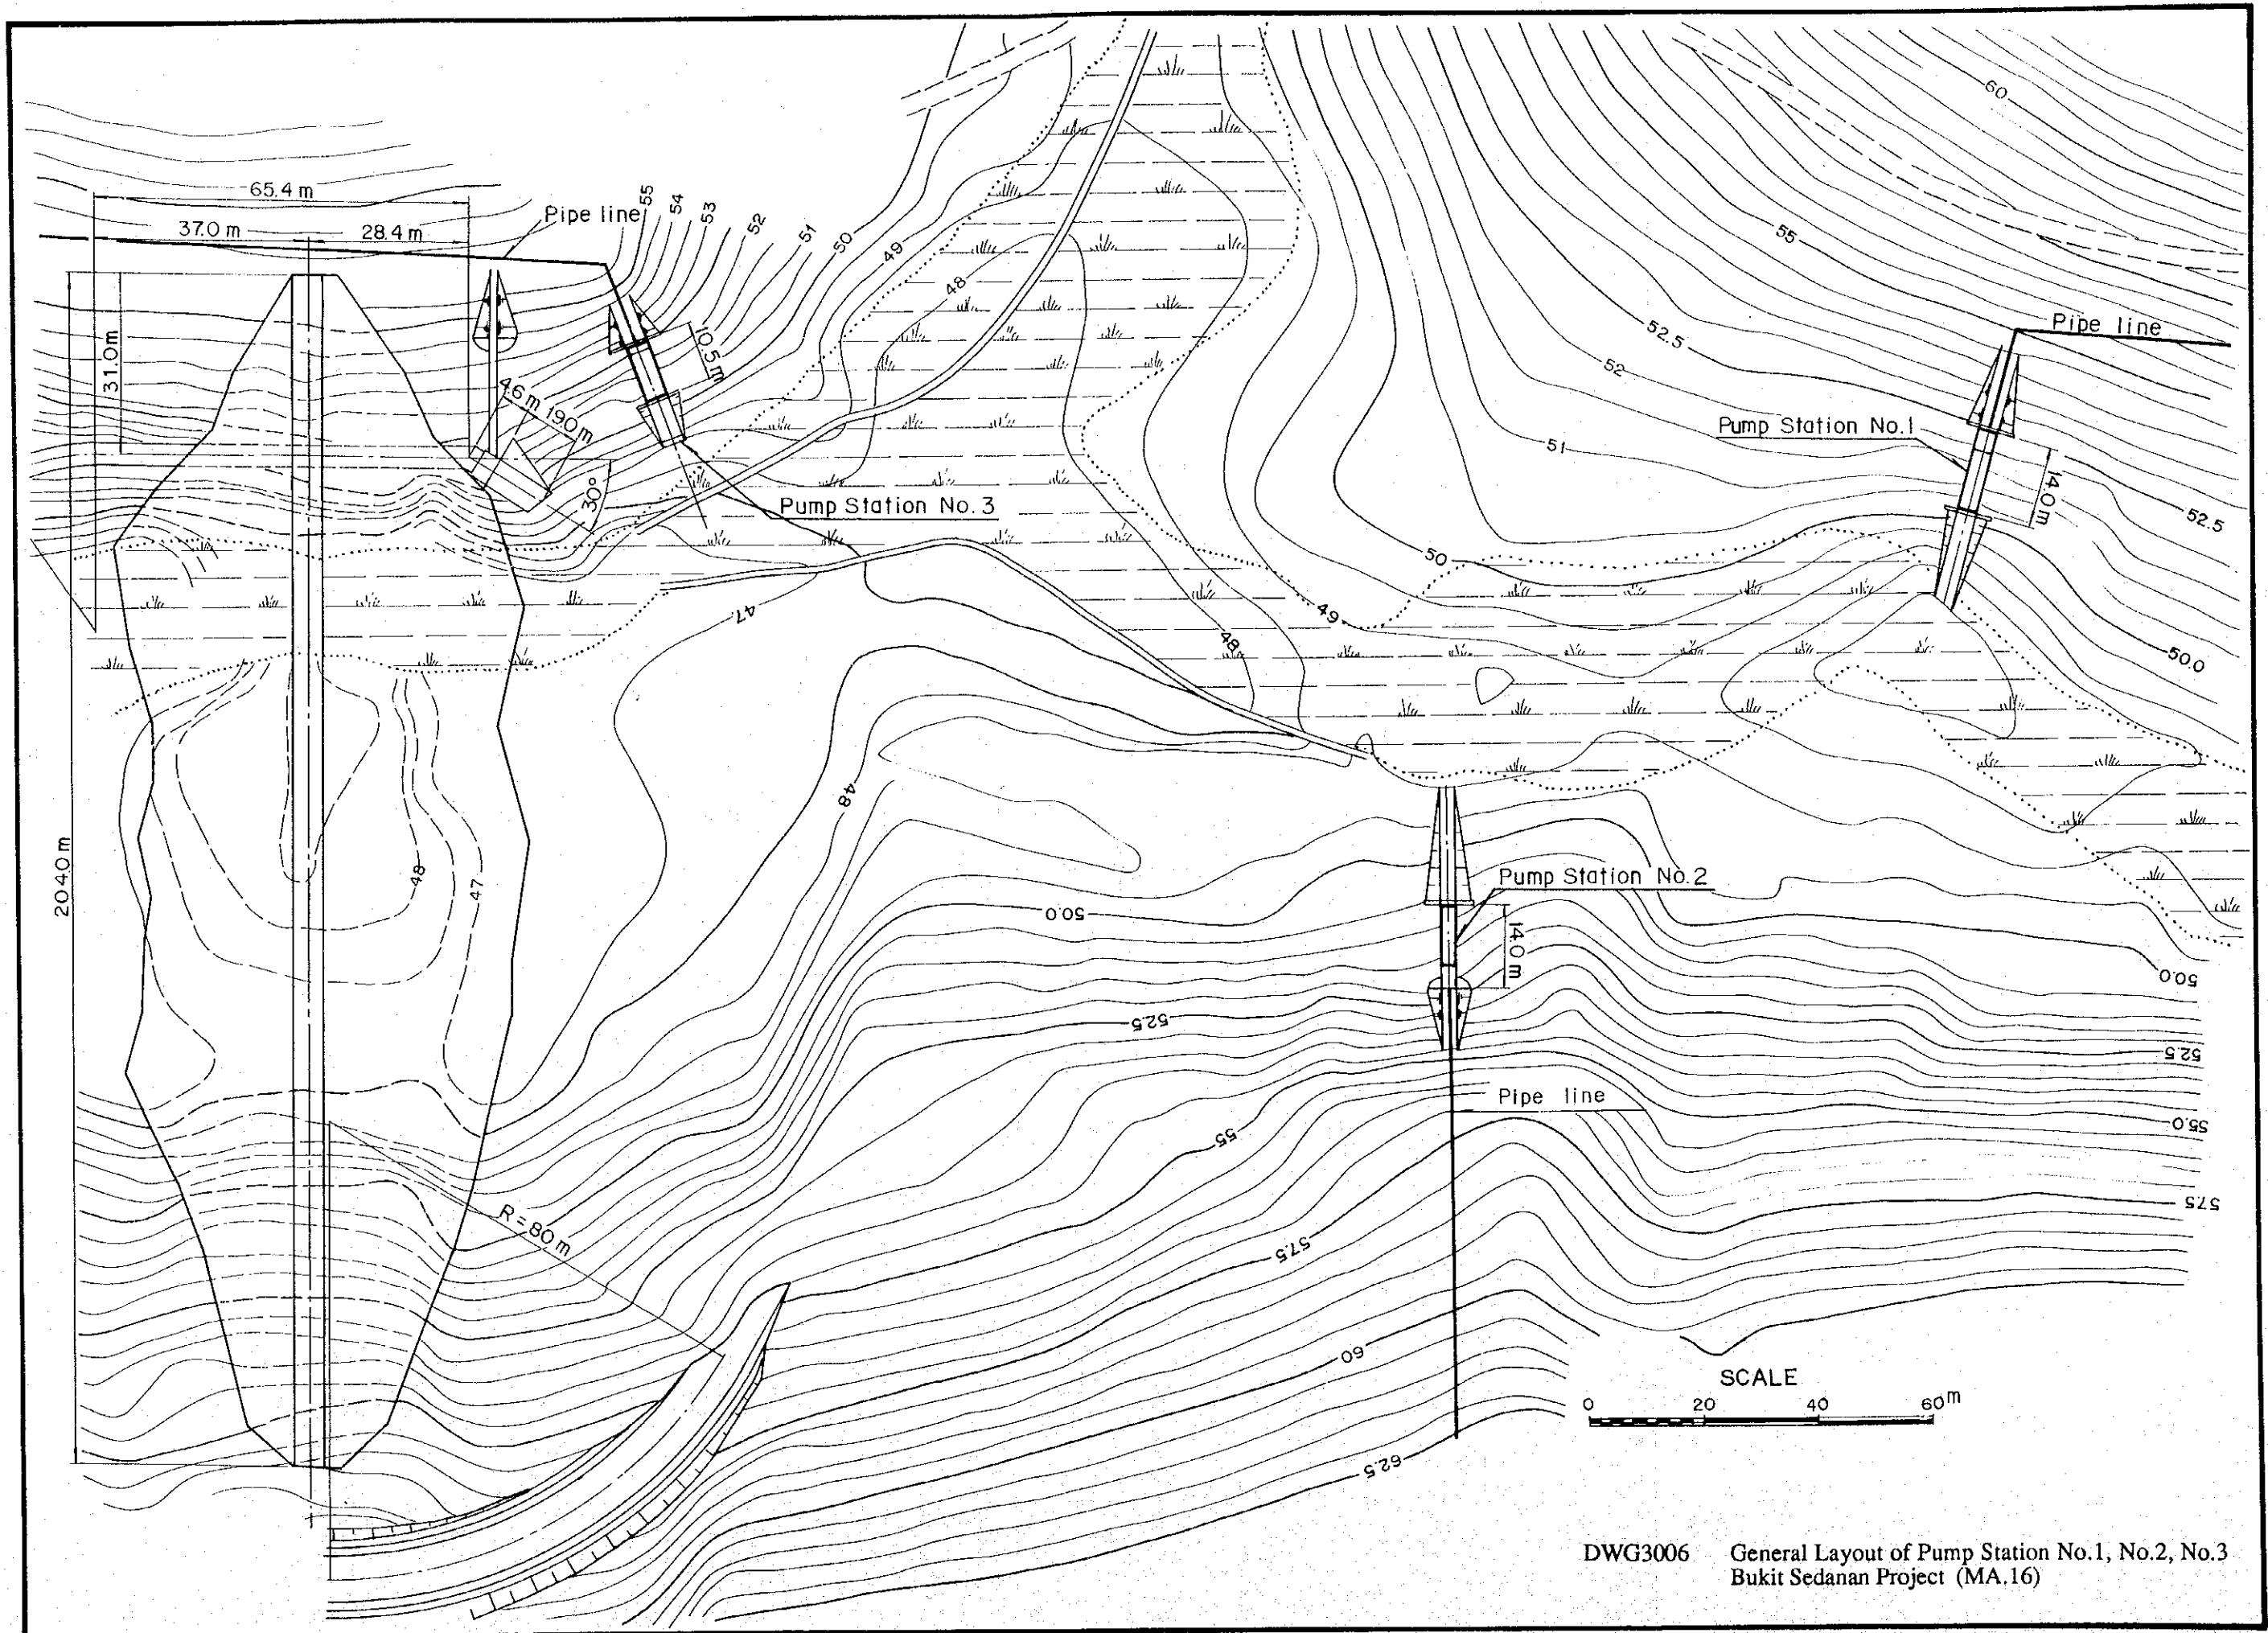 65.4 m
37.0 m
28.4 m
Pipe line
55
54
53
52
51
50
49
48
31.0 m
10.5 m
4.6 m
19.0 m
30°
Pump Station No. 3
204.0 m
47
48
48
47
48
49
50
51
52
52.5
55
60
Pipe line
Pump Station No.1
14.0 m
52.5
50.0
Pump Station No.2
14.0 m
50.0
50.0
52.5
52.5
55
55.0
Pipe line
57.5
57.5
R=80 m
60
62.5
SCALE
0 20 40 60m
DWG3006 General Layout of Pump Station No.1, No.2, No.3
Bukit Sedanan Project (MA.16)